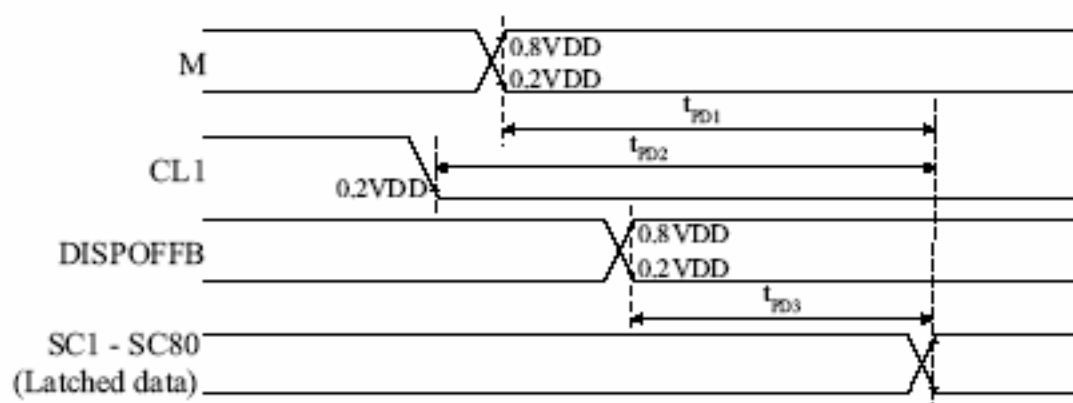 M
0.8VDD
0.2VDD
tPD1
tPD2
CL1
0.2VDD
DISPOFFB
0.8VDD
0.2VDD
tPD3
SC1 - SC80
(Latched data)